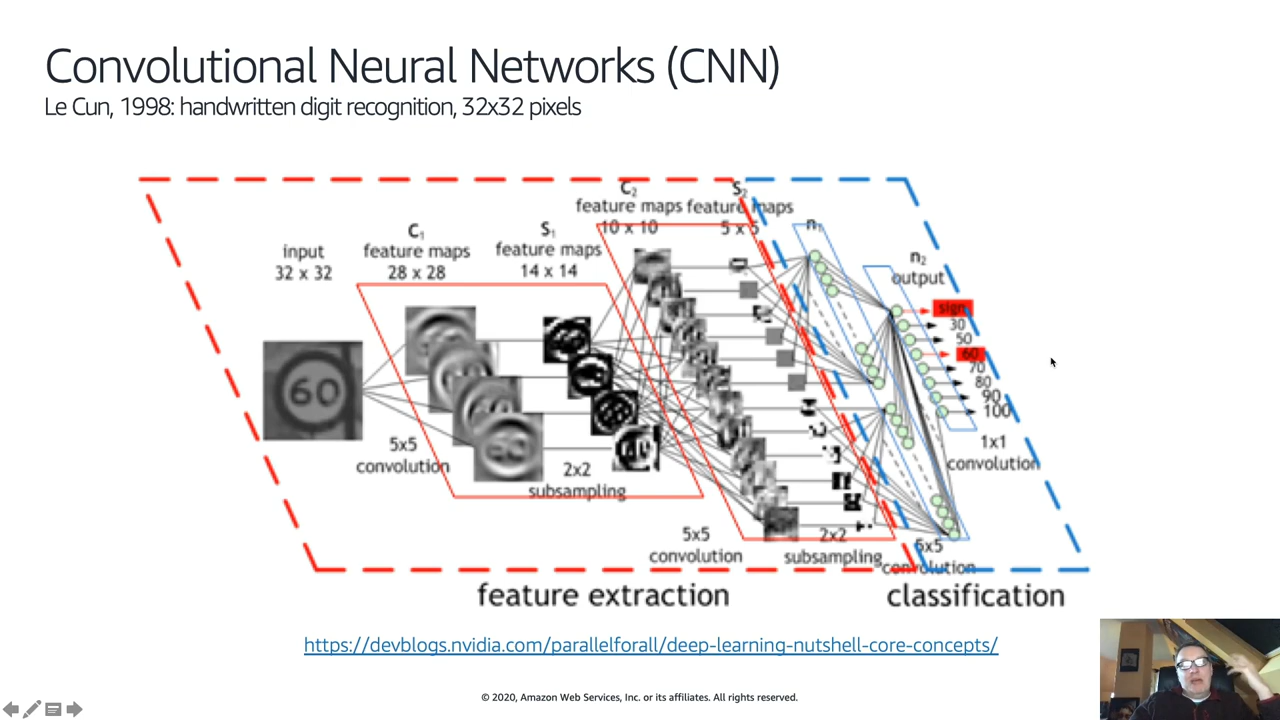 Convolutional Neural Networks (CNN)
Le Cun, 1998: handwritten digit recognition, 32x32 pixels
input
32 x 32
C1
feature maps
28 x 28
S1
feature maps
14 x 14
C2
feature maps
10 x 10
S2
feature maps
5 x 5
n1
n2
output
60
sign
30
50
60
70
80
90
100
5x5
convolution
2x2
subsampling
5x5
convolution
2x2
subsampling
5x5
convolution
1x1
convolution
feature extraction
classification
https://devblogs.nvidia.com/parallelforall/deep-learning-nutshell-core-concepts/
© 2020, Amazon Web Services, Inc. or its affiliates. All rights reserved.